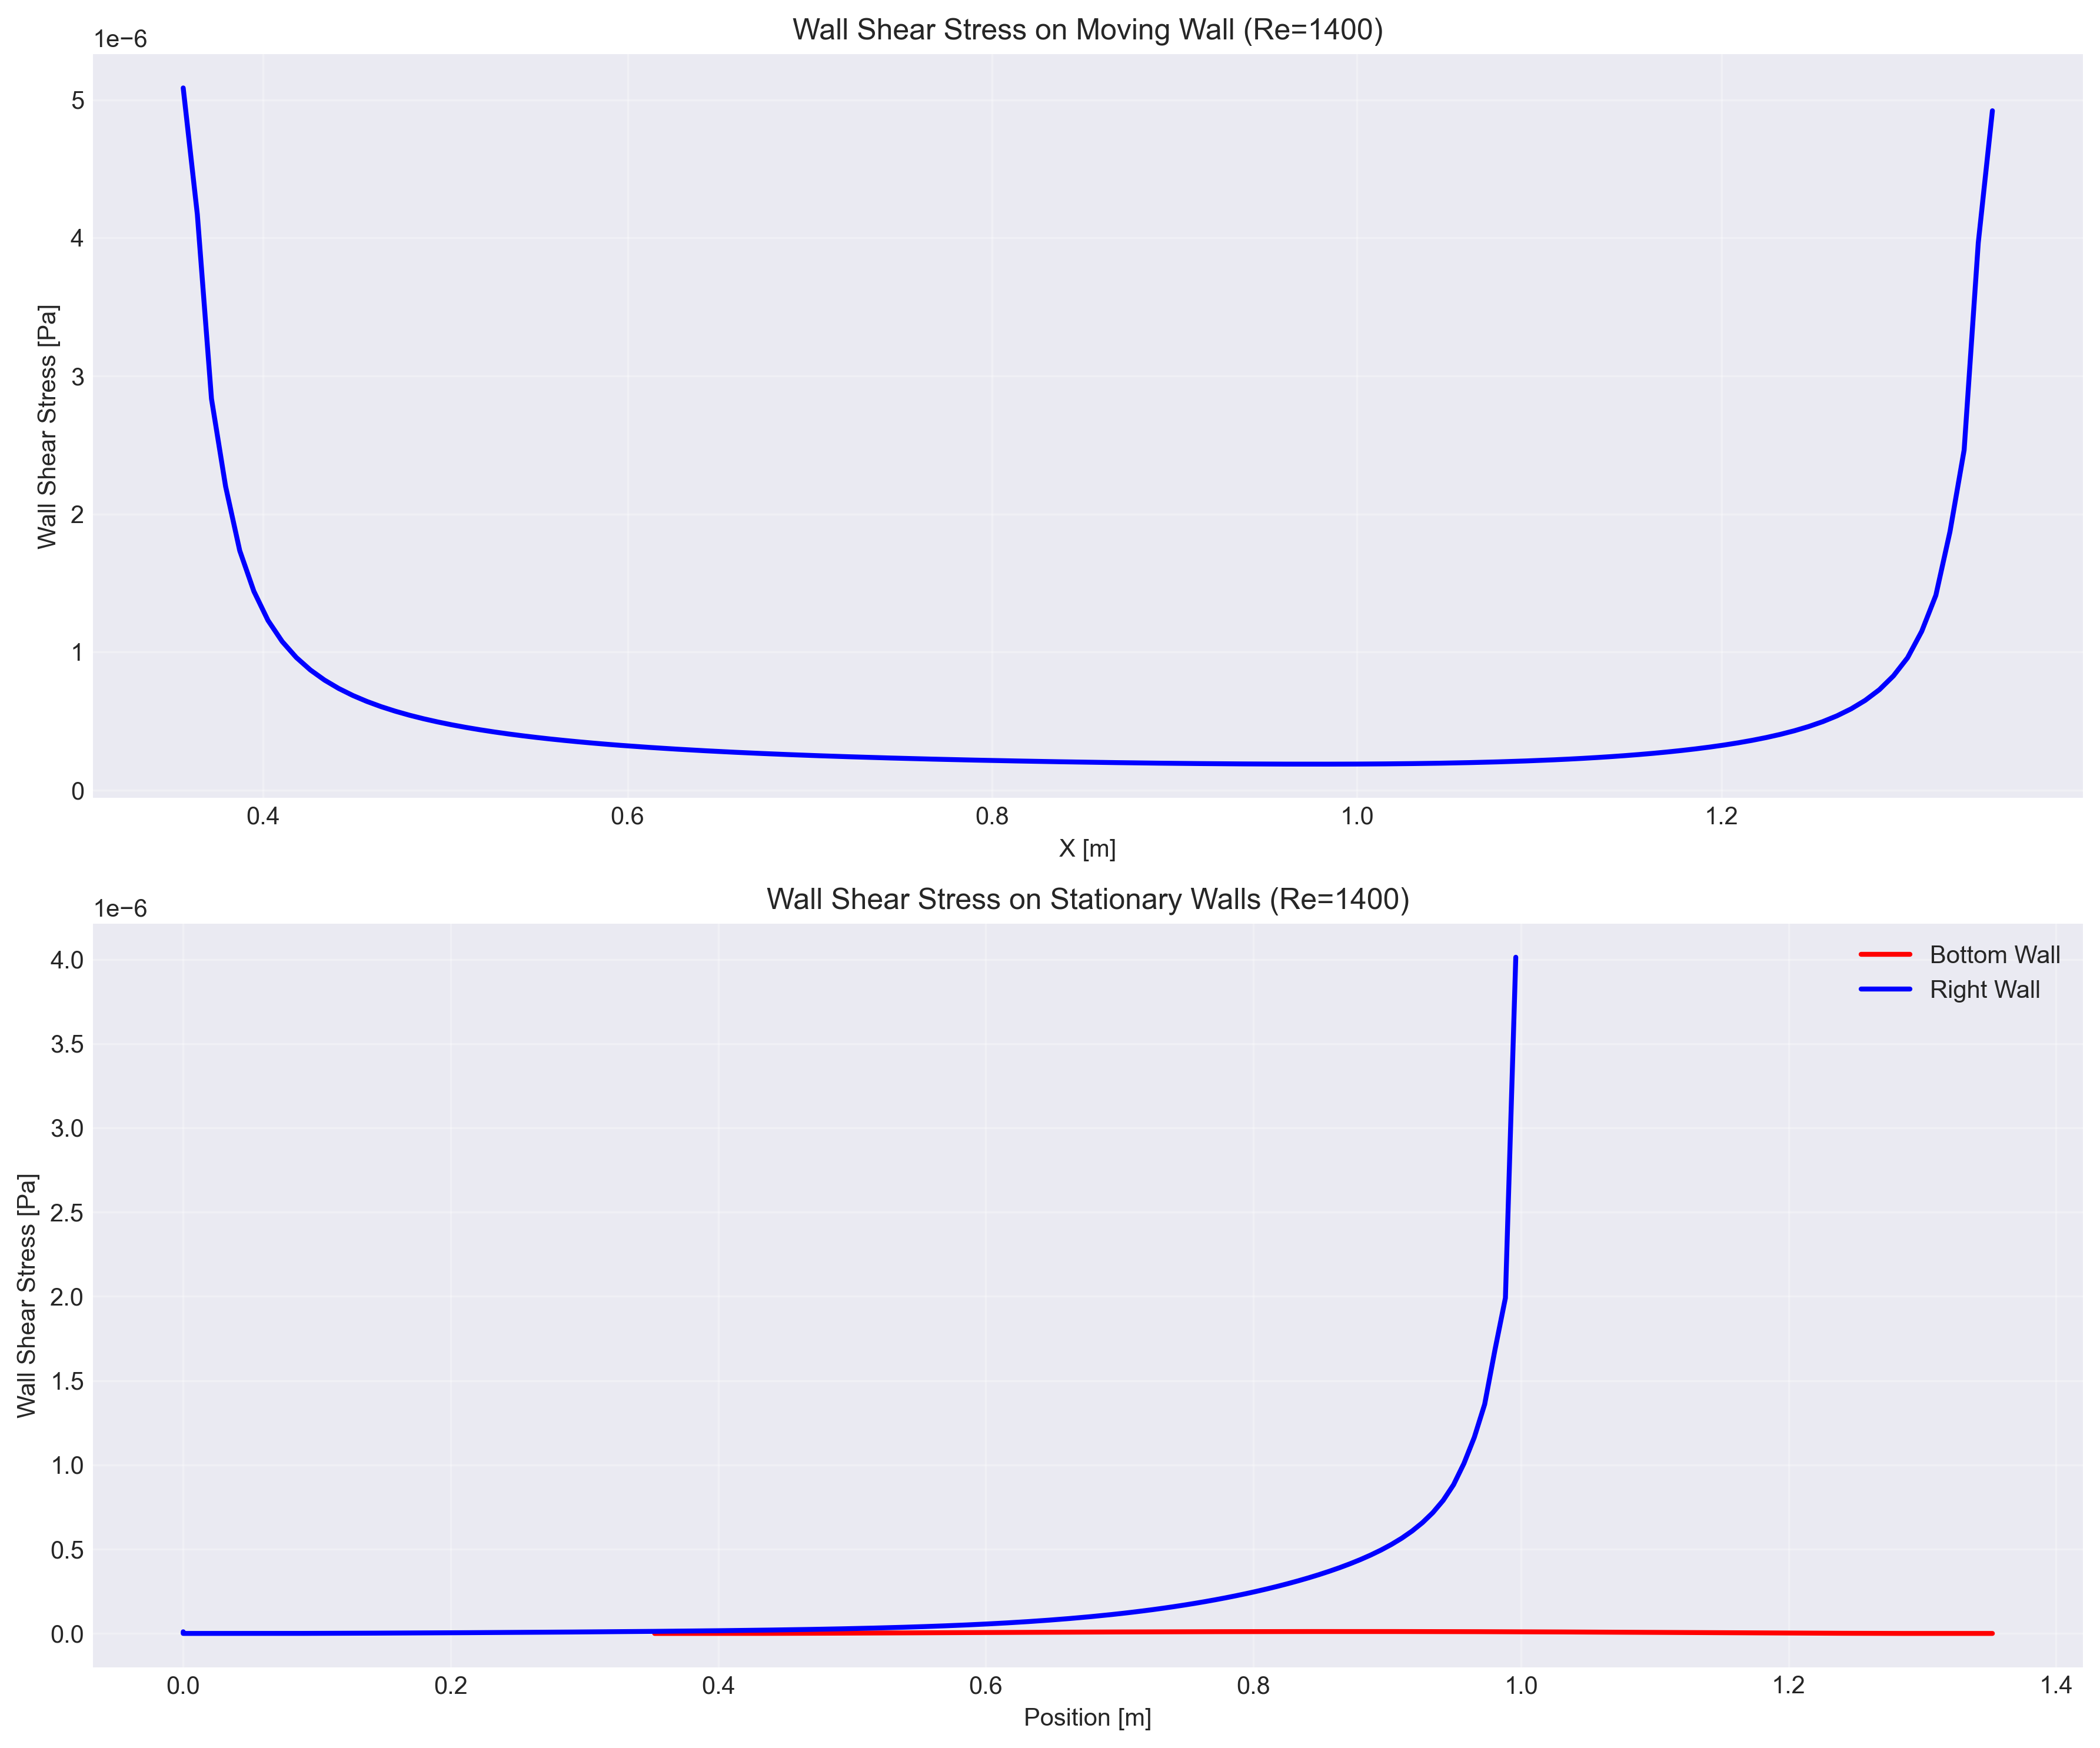 Wall Shear Stress on Moving Wall (Re=1400)
1e−6
5
4
3
2
1
0
Wall Shear Stress [Pa]
0.4 0.6 0.8 1.0 1.2
X [m]
Wall Shear Stress on Stationary Walls (Re=1400)
1e−6
Bottom Wall
Right Wall
4.0
3.5
3.0
2.5
2.0
1.5
1.0
0.5
0.0
Wall Shear Stress [Pa]
0.0 0.2 0.4 0.6 0.8 1.0 1.2 1.4
Position [m]